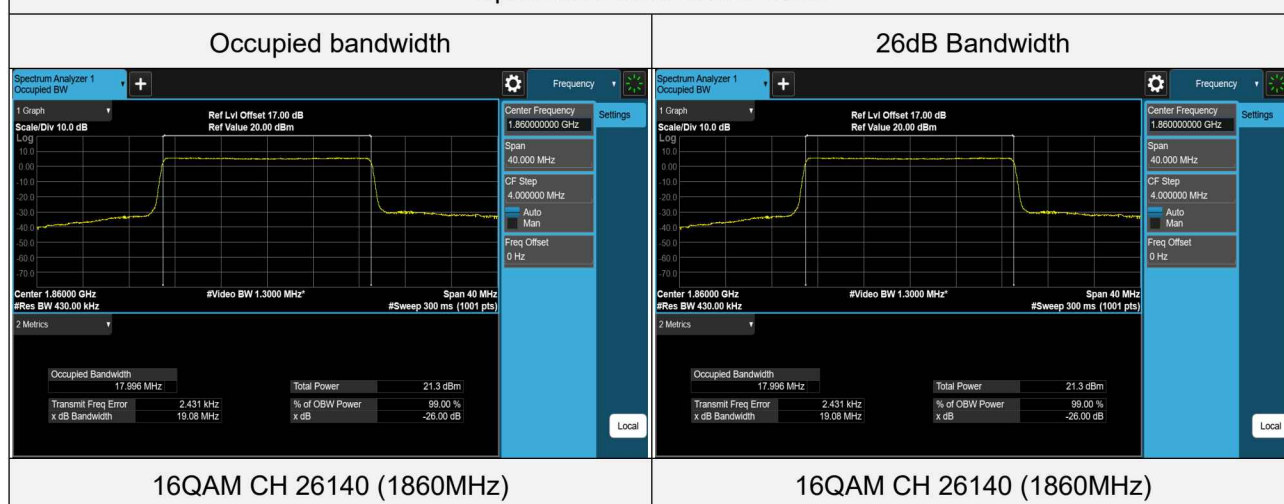 Occupied bandwidth
26dB Bandwidth
Spectrum Analyzer 1
Occupied BW
+
Frequency
1 Graph
Scale/Div 10.0 dB
Ref Lvl Offset 17.00 dB
Ref Value 20.00 dBm
Log
10.0
0.00
-10.0
-20.0
-30.0
-40.0
-50.0
-60.0
-70.0
Center 1.86000 GHz
#Res BW 430.00 kHz
#Video BW 1.3000 MHz*
Span 40 MHz
#Sweep 300 ms (1001 pts)
Center Frequency
1.860000000 GHz
Settings
Span
40.000 MHz
CF Step
4.000000 MHz
Auto
Man
Freq Offset
0 Hz
Local
2 Metrics
Occupied Bandwidth
17.996 MHz
Total Power 21.3 dBm
Transmit Freq Error 2.431 kHz
% of OBW Power 99.00 %
x dB Bandwidth 19.08 MHz
x dB -26.00 dB
Spectrum Analyzer 1
Occupied BW
+
Frequency
1 Graph
Scale/Div 10.0 dB
Ref Lvl Offset 17.00 dB
Ref Value 20.00 dBm
Log
10.0
0.00
-10.0
-20.0
-30.0
-40.0
-50.0
-60.0
-70.0
Center 1.86000 GHz
#Res BW 430.00 kHz
#Video BW 1.3000 MHz*
Span 40 MHz
#Sweep 300 ms (1001 pts)
Center Frequency
1.860000000 GHz
Settings
Span
40.000 MHz
CF Step
4.000000 MHz
Auto
Man
Freq Offset
0 Hz
Local
2 Metrics
Occupied Bandwidth
17.996 MHz
Total Power 21.3 dBm
Transmit Freq Error 2.431 kHz
% of OBW Power 99.00 %
x dB Bandwidth 19.08 MHz
x dB -26.00 dB
16QAM CH 26140 (1860MHz)
16QAM CH 26140 (1860MHz)